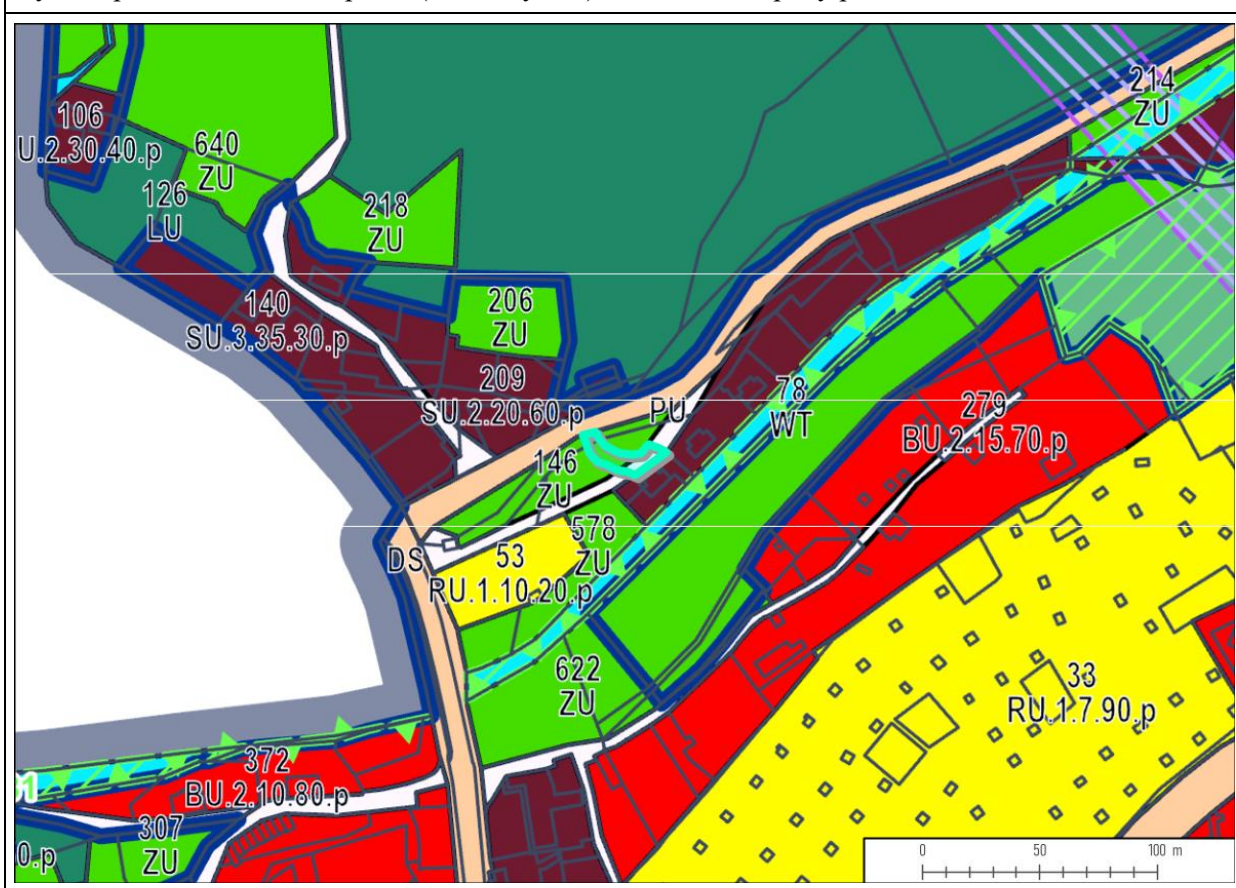 214
ZU
106
U.2.30.40.p
640
ZU
126
LU
218
ZU
206
ZU
140
SU.3.35.30.p
209
SU.2.20.60.p
PU
78
WT
279
BU.2.15.70.p
146
ZU
578
ZU
DS
53
RU.1.10.20.p
622
ZU
33
RU.1.7.90.p
372
BU.2.10.80.p
307
ZU
0.p
0 50 100 m